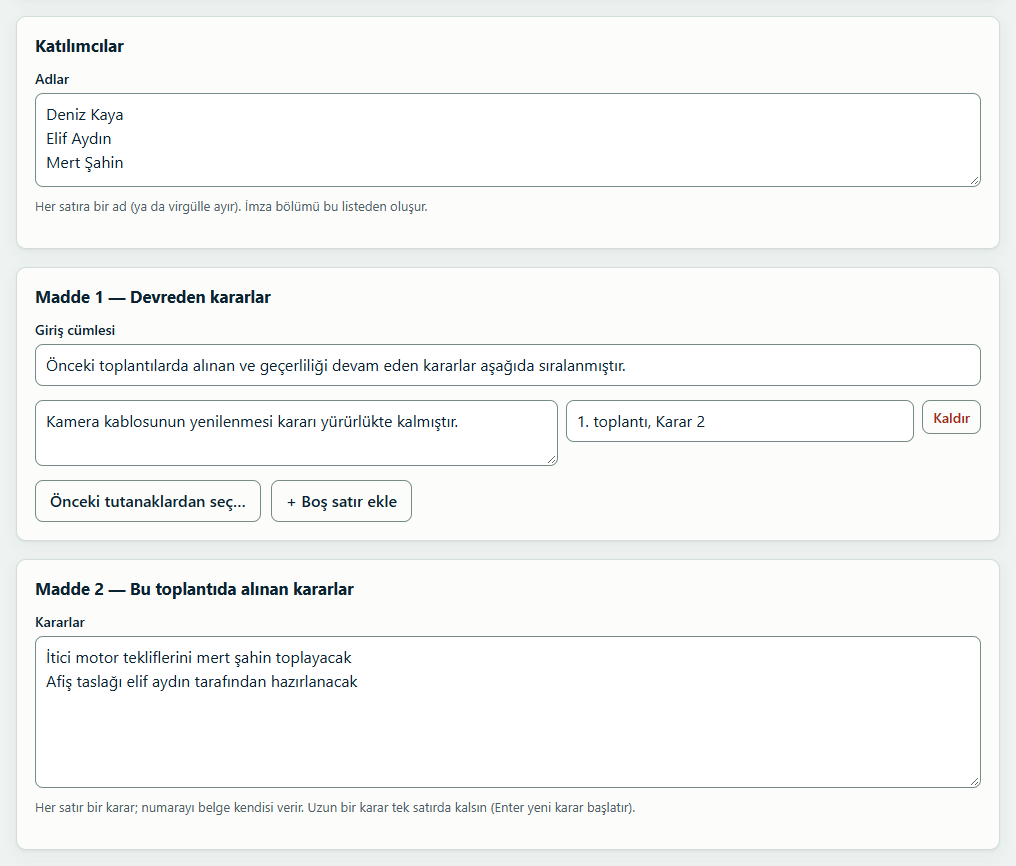 Katılımcılar
Adlar
Deniz Kaya
Elif Aydın
Mert Şahin
Her satıra bir ad (ya da virgülle ayır). İmza bölümü bu listeden oluşur.
Madde 1 — Devreden kararlar
Giriş cümlesi
Önceki toplantılarda alınan ve geçerliliği devam eden kararlar aşağıda sıralanmıştır.
Kamera kablosunun yenilenmesi kararı yürürlükte kalmıştır.
1. toplantı, Karar 2
Kaldır
Önceki tutanaklardan seç...
+ Boş satır ekle
Madde 2 — Bu toplantıda alınan kararlar
Kararlar
İtici motor tekliflerini mert şahin toplayacak
Afiş taslağı elif aydın tarafından hazırlanacak
Her satır bir karar; numarayı belge kendisi verir. Uzun bir karar tek satırda kalsın (Enter yeni karar başlatır).